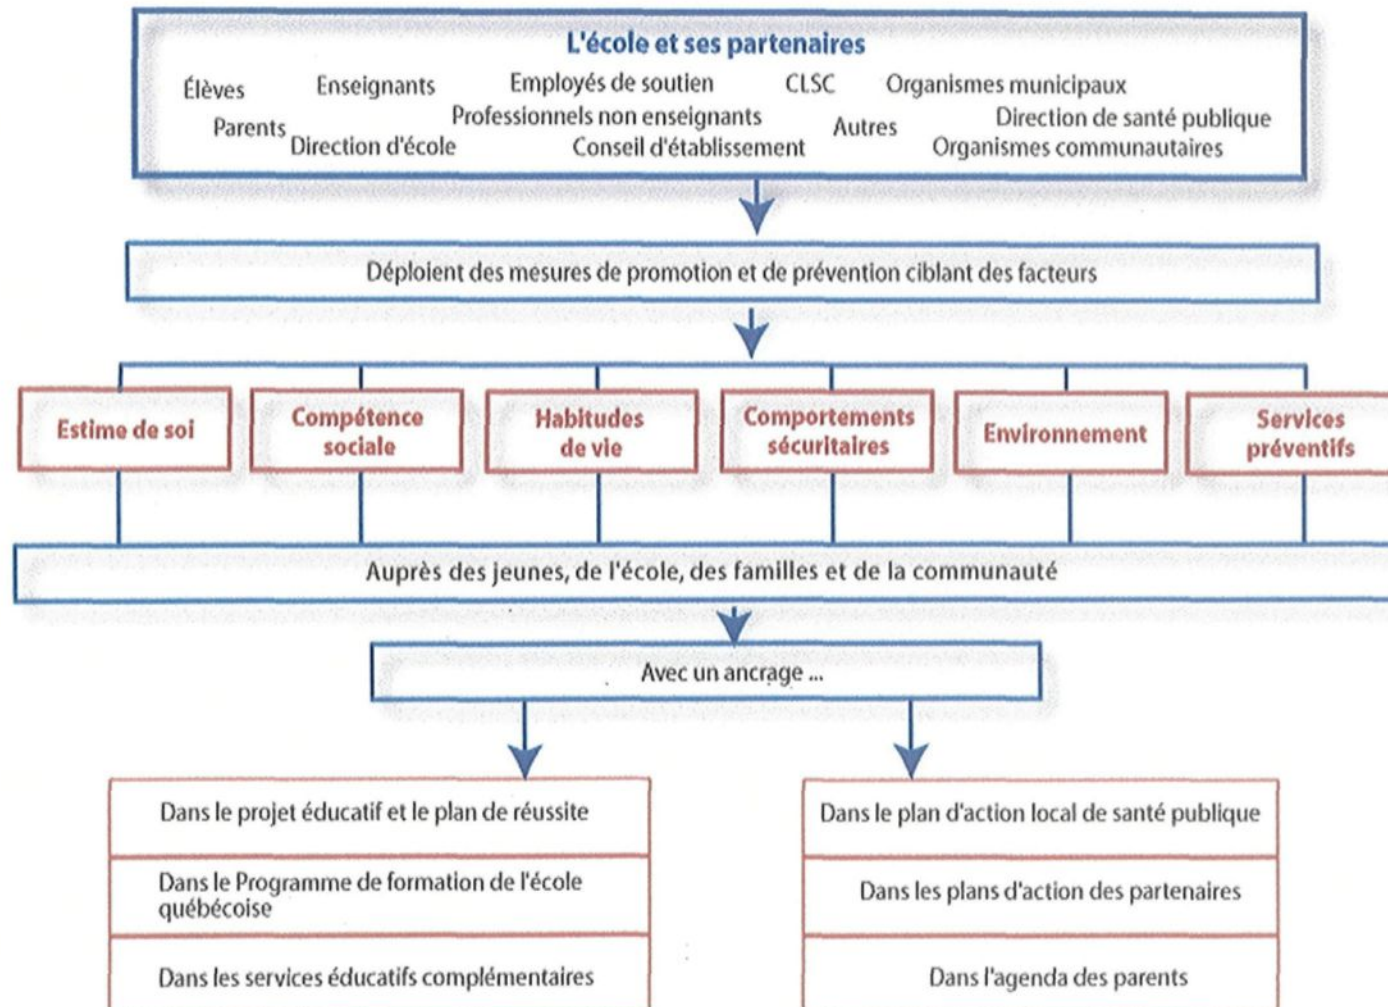 L'école et ses partenaires
Élèves Enseignants Employés de soutien CLSC Organismes municipaux
Parents Professionnels non enseignants Autres Direction de santé publique
Direction d'école Conseil d'établissement Organismes communautaires
Déploient des mesures de promotion et de prévention ciblant des facteurs
Estime de soi
Compétence
sociale
Habitudes
de vie
Comportements
sécuritaires
Environnement
Services
préventifs
Auprès des jeunes, de l'école, des familles et de la communauté
Avec un ancrage ...
Dans le projet éducatif et le plan de réussite
Dans le Programme de formation de l'école
québécoise
Dans les services éducatifs complémentaires
Dans le plan d'action local de santé publique
Dans les plans d'action des partenaires
Dans l'agenda des parents